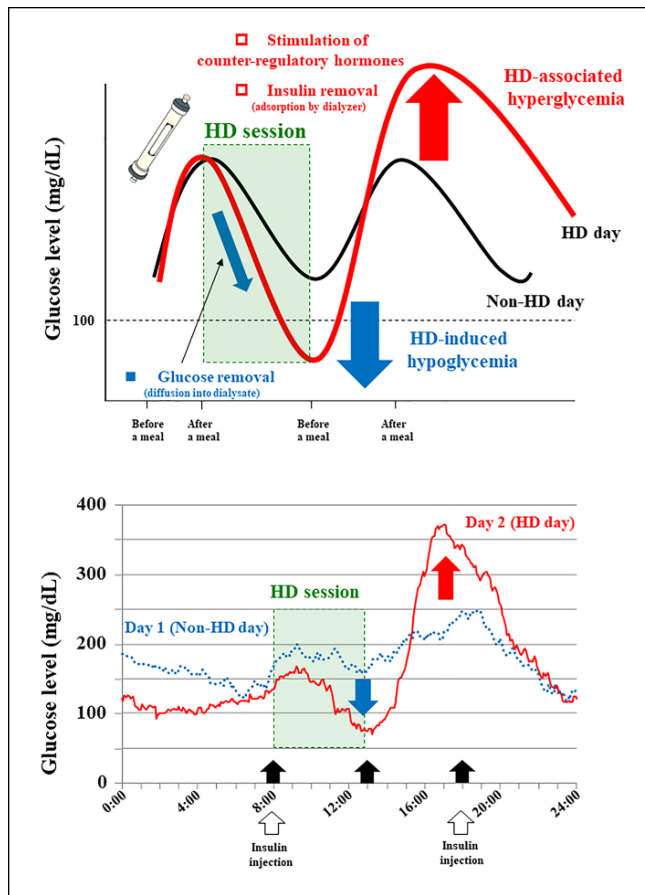 Stimulation of
counter-regulatory hormones
Insulin removal
(adsorption by dialyzer)
HD-associated
hyperglycemia
HD session
Glucose level (mg/dL)
HD day
Non-HD day
100
HD-induced
hypoglycemia
Glucose removal
(diffusion into dialysate)
Before
a meal
After
a meal
Before
a meal
After
a meal
400
Day 2 (HD day)
300
HD session
Day 1 (Non-HD day)
200
Glucose level (mg/dL)
100
0
0:00
4:00
8:00
12:00
16:00
20:00
24:00
Insulin
injection
Insulin
injection